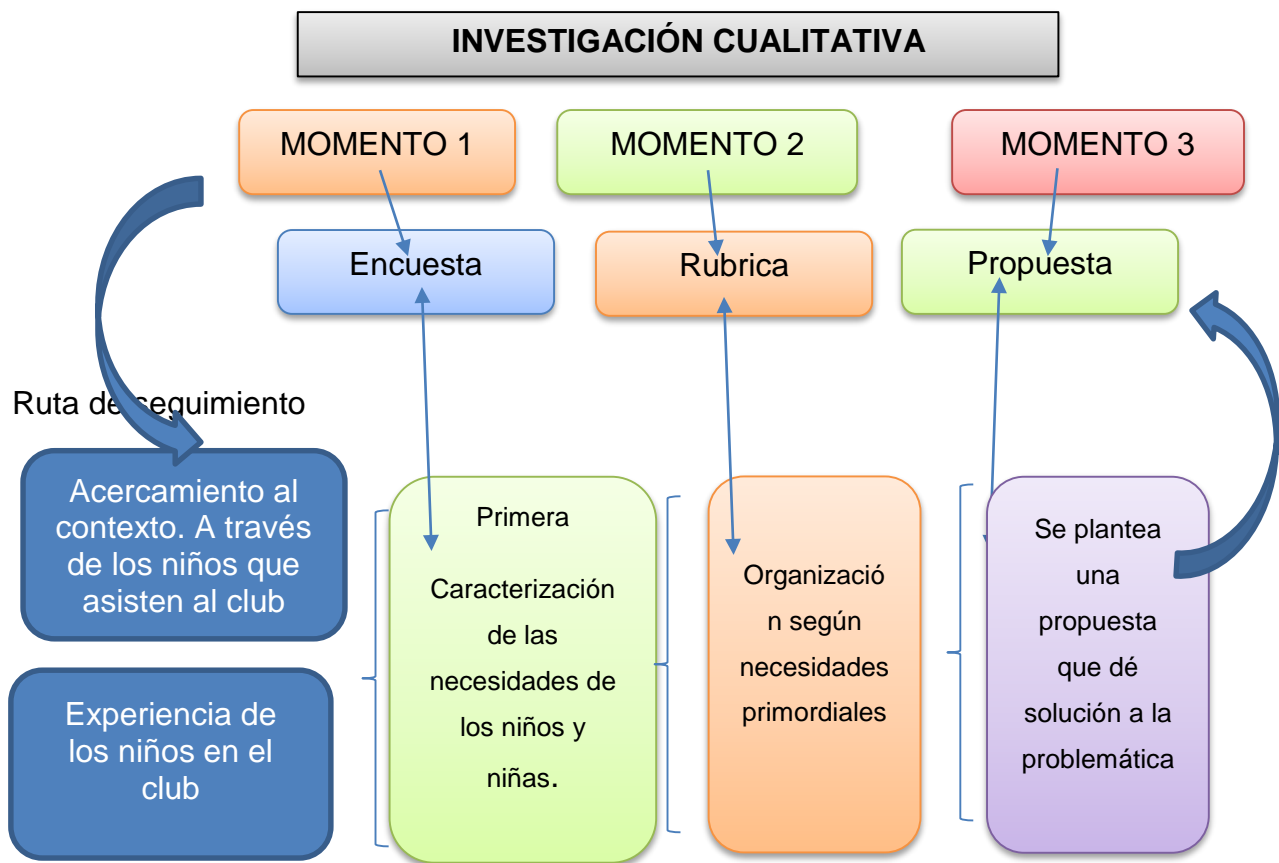 INVESTIGACIÓN CUALITATIVA
MOMENTO 1
MOMENTO 2
MOMENTO 3
Encuesta
Rubrica
Propuesta
Ruta de seguimiento
Acercamiento al
contexto. A través
de los niños que
asisten al club
Experiencia de
los niños en el
club
Primera
Caracterización
de las
necesidades de
los niños y
niñas.
Organizació
n según
necesidades
primordiales
Se plantea
una
propuesta
que dé
solución a la
problemática